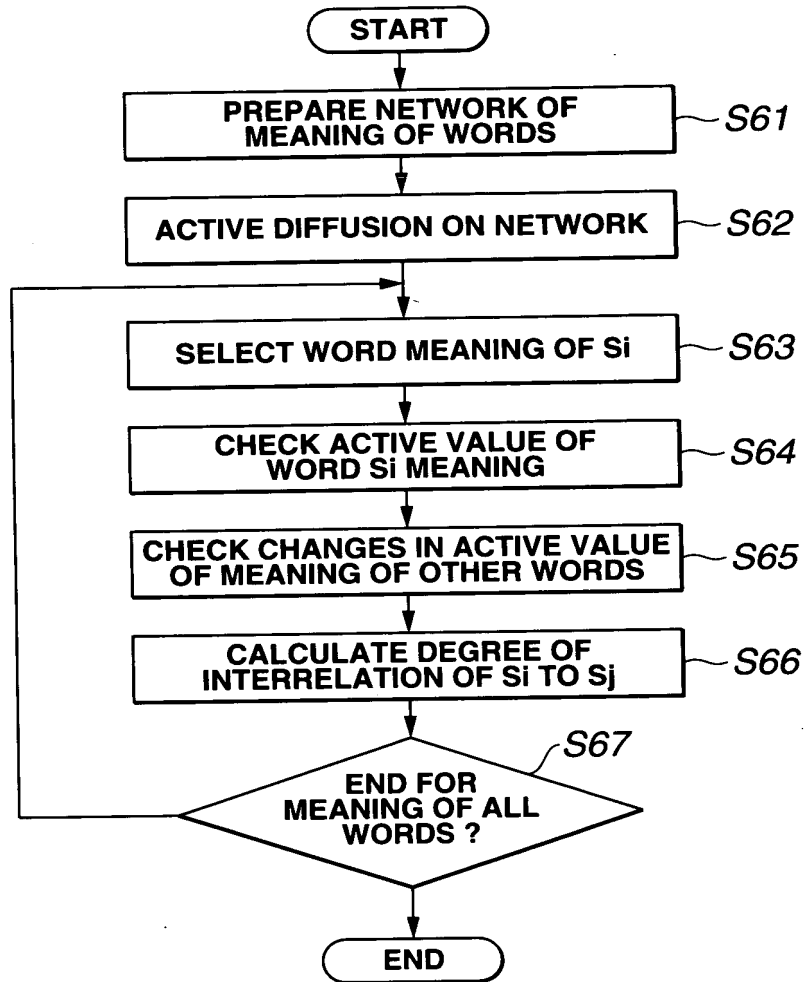 START
PREPARE NETWORK OF
MEANING OF WORDS
S61
ACTIVE DIFFUSION ON NETWORK
S62
SELECT WORD MEANING OF Si
S63
CHECK ACTIVE VALUE OF
WORD Si MEANING
S64
CHECK CHANGES IN ACTIVE VALUE
OF MEANING OF OTHER WORDS
S65
CALCULATE DEGREE OF
INTERRELATION OF Si TO Sj
S66
S67
END FOR
MEANING OF ALL
WORDS ?
END